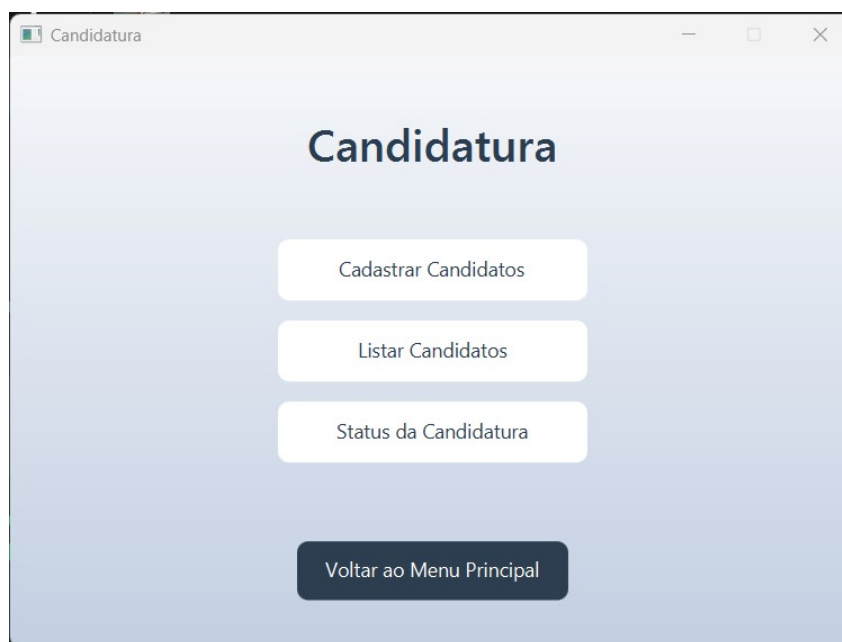 Candidatura
Candidatura
Cadastrar Candidatos
Listar Candidatos
Status da Candidatura
Voltar ao Menu Principal